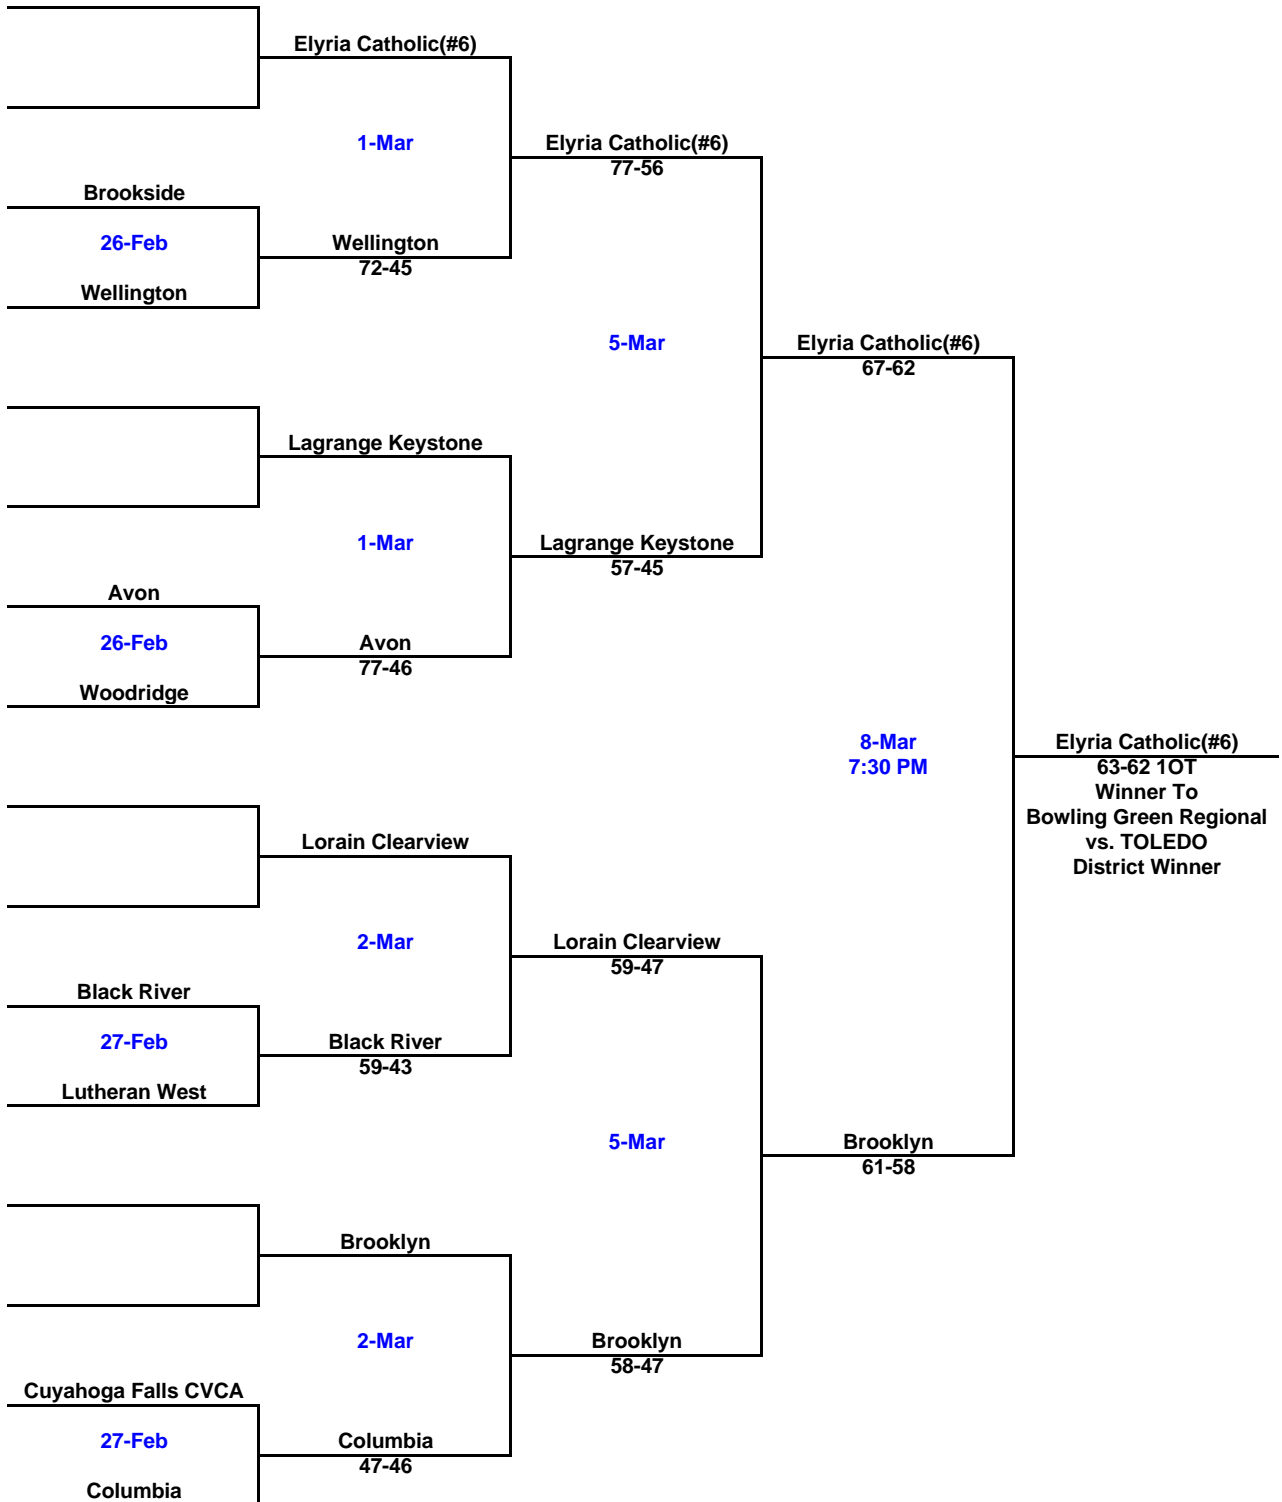 Elyria Catholic(#6)
1-Mar
Elyria Catholic(#6)
77-56
Brookside
26-Feb
Wellington
72-45
Wellington
5-Mar
Elyria Catholic(#6)
67-62
Lagrange Keystone
1-Mar
Lagrange Keystone
57-45
Avon
26-Feb
Avon
77-46
Woodridge
8-Mar
7:30 PM
Elyria Catholic(#6)
63-62 1OT
Winner To
Bowling Green Regional
vs. TOLEDO
District Winner
Lorain Clearview
2-Mar
Lorain Clearview
59-47
Black River
27-Feb
Black River
59-43
Lutheran West
5-Mar
Brooklyn
61-58
Brooklyn
2-Mar
Brooklyn
58-47
Cuyahoga Falls CVCA
27-Feb
Columbia
47-46
Columbia